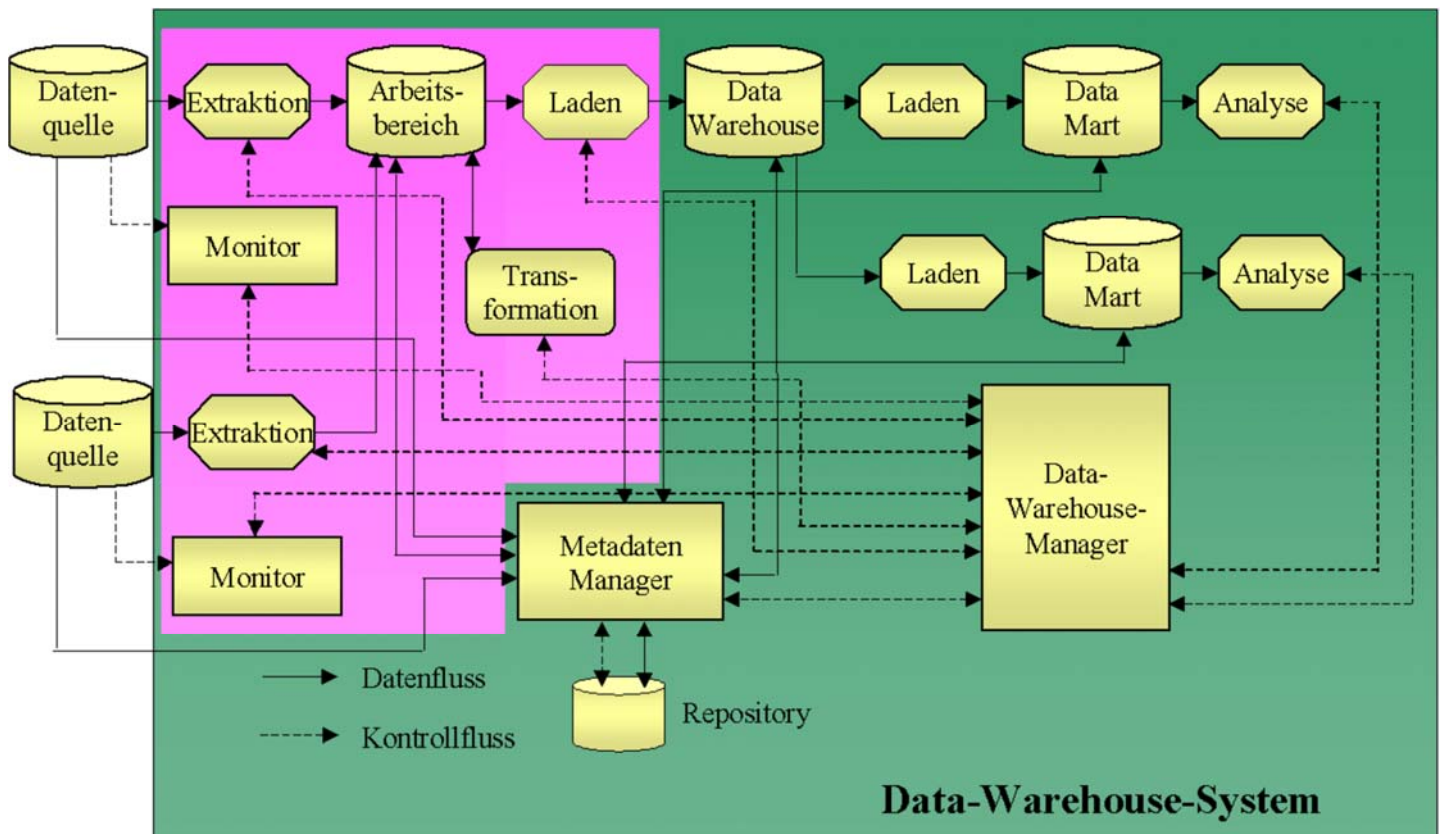 Daten-
quelle
Extraktion
Arbeits-
bereich
Laden
Data
Warehouse
Laden
Data
Mart
Analyse
Monitor
Trans-
formation
Laden
Data
Mart
Analyse
Daten-
quelle
Extraktion
Data-
Warehouse-
Manager
Monitor
Metadaten
Manager
Datenfluss
Kontrollfluss
Repository
Data-Warehouse-System